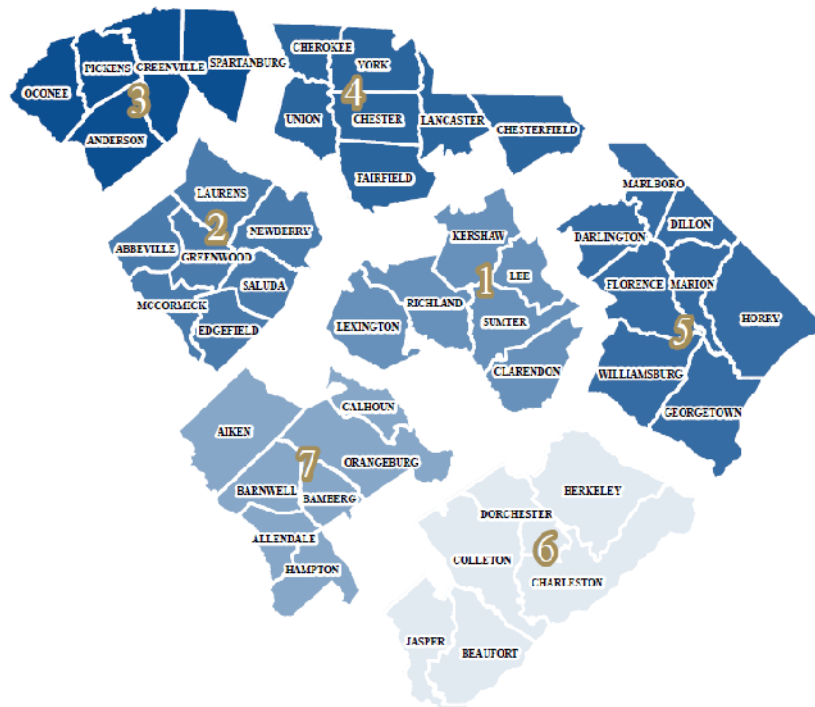 CHEROKEE
YORK
PICKENS
GREENVILLE
SPARTANBURG
OCONEE
3
4
UNION
CHESTER
LANCASTER
CHESTERFIELD
ANDERSON
FAIRFIELD
MARLBORO
LAURENS
DILLON
2
NEWBERRY
KERSHAW
DARLINGTON
ABBEVILLE
GREENWOOD
LEE
1
SALUDA
FLORENCE
MARION
MCCORMICK
RICHLAND
HORRY
EDGEFIELD
LEXINGTON
SUMTER
5
CLARENDON
WILLIAMSBURG
CALHOUN
GEORGETOWN
AIKEN
ORANGEBURG
7
BARNWELL
BAMBERG
BERKELEY
DORCHESTER
ALLENDALE
6
COLLETON
HAMPTON
CHARLESTON
JASPER
BEAUFORT